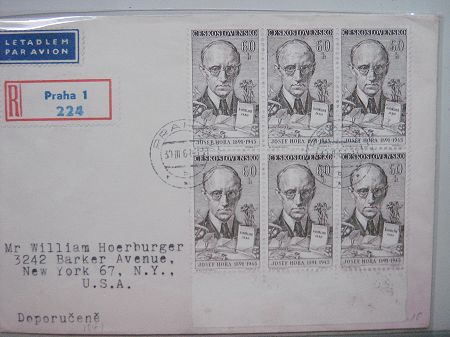 LETADLEM
PAR AVION
R
Praha 1
224
ČESKOSLOVENSKO
60
h
JOSEF HORA 1891-1945
ČESKOSLOVENSKO
60
h
JOSEF HORA 1891-1945
ČESKOSLOVENSKO
60
h
JOSEF HORA 1891-1945
ČESKOSLOVENSKO
60
h
JOSEF HORA 1891-1945
ČESKOSLOVENSKO
60
h
JOSEF HORA 1891-1945
ČESKOSLOVENSKO
60
h
JOSEF HORA 1891-1945
Mr William Hoerburger
3242 Barker Avenue,
New York 67, N.Y.,
U.S.A.
Doporučeně